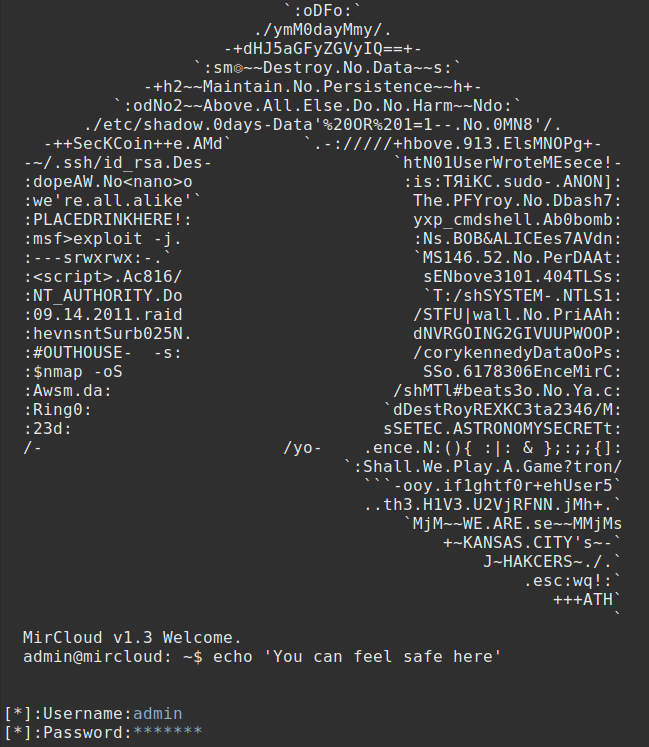 `:oDFo:`
./ymM0dayMmy/.
-+dHJ5aGFyZGVyIQ==+-
`:sm⏣~~Destroy.No.Data~~s:`
-+h2~~Maintain.No.Persistence~~h+-
`:odNo2~~Above.All.Else.Do.No.Harm~~Ndo:`
./etc/shadow.0days-Data'%20OR%201=1--.No.0MN8'/.
-++SecKCoin++e.AMd` `.-://///+hbove.913.ElsMNOPg+-
-~/.ssh/id_rsa.Des- `htN01UserWroteMEsece!-
:dopeAW.No<nano>o :is:TЯiKC.sudo-.ANON]:
:we're.all.alike'` The.PFYroy.No.Dbash7:
:PLACEDRINKHERE!: yxp_cmdshell.Ab0bomb:
:msf>exploit -j. :Ns.BOB&ALICEes7AVdn:
:---srwxrwx:-.` `MS146.52.No.PerDAAt:
:<script>.Ac816/ sENbove3101.404TLSs:
:NT_AUTHORITY.Do `T:/shSYSTEM-.NTLS1:
:09.14.2011.raid /STFU|wall.No.PriAAh:
:hevnsntSurb025N. dNVRGOING2GIVUUPWOOP:
:#OUTHOUSE- -s: /corykennedyDataOoPs:
:$nmap -oS SSo.6178306EnceMirC:
:Awsm.da: /shMTl#beats3o.No.Ya.c:
:Ring0: `dDestRoyREXKC3ta2346/M:
:23d: sSETEC.ASTRONOMYSECRETt:
/- /yo- .ence.N:(){ :|: & };:;;{]:
`:Shall.We.Play.A.Game?tron/
```-ooy.if1ghtf0r+ehUser5`
..th3.H1V3.U2VjRFNN.jMh+.`
`MjM~~WE.ARE.se~~MMjMs
+~KANSAS.CITY's~-`
J~HAKCERS~./.`
.esc:wq!:`
+++ATH`
`
MirCloud v1.3 Welcome.
admin@mircloud: ~$ echo 'You can feel safe here'
[*]:Username:admin
[*]:Password:*******